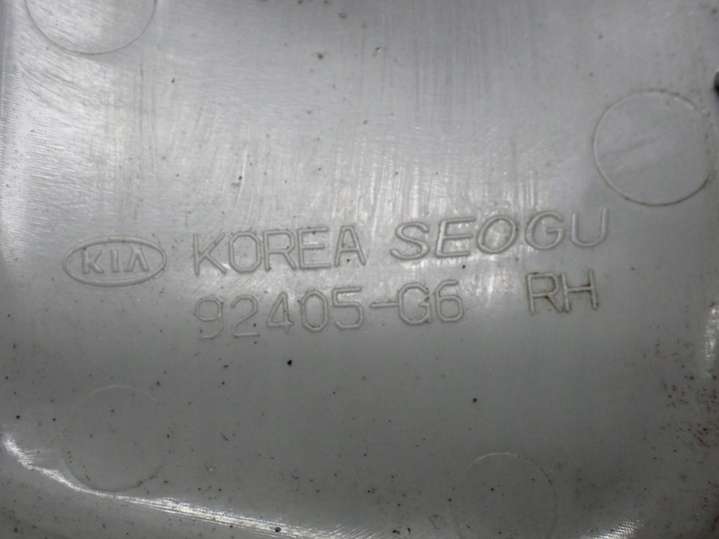 KIA KOREA SEOGU
92405-G6 RH